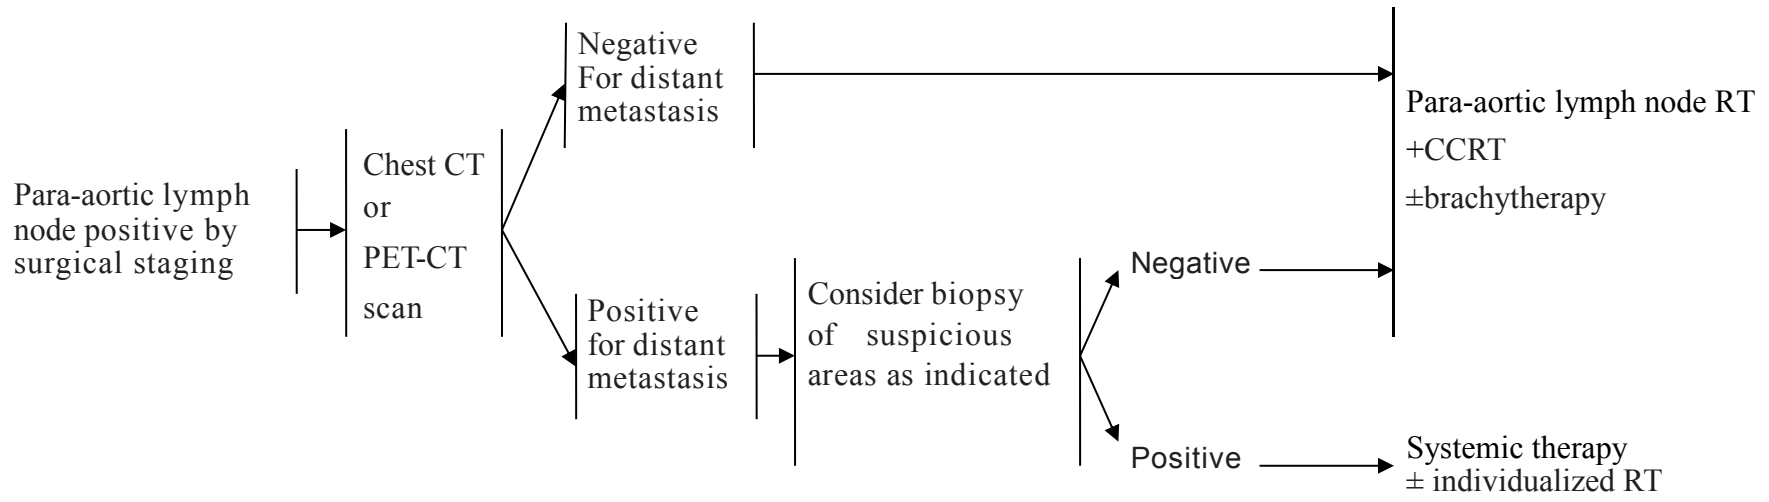 Para-aortic lymph
node positive by
surgical staging
Chest CT
or
PET-CT
scan
Negative
For distant
metastasis
Positive
for distant
metastasis
Consider biopsy
of suspicious
areas as indicated
Negative
Positive
Para-aortic lymph node RT
+CCRT
±brachytherapy
Systemic therapy
± individualized RT